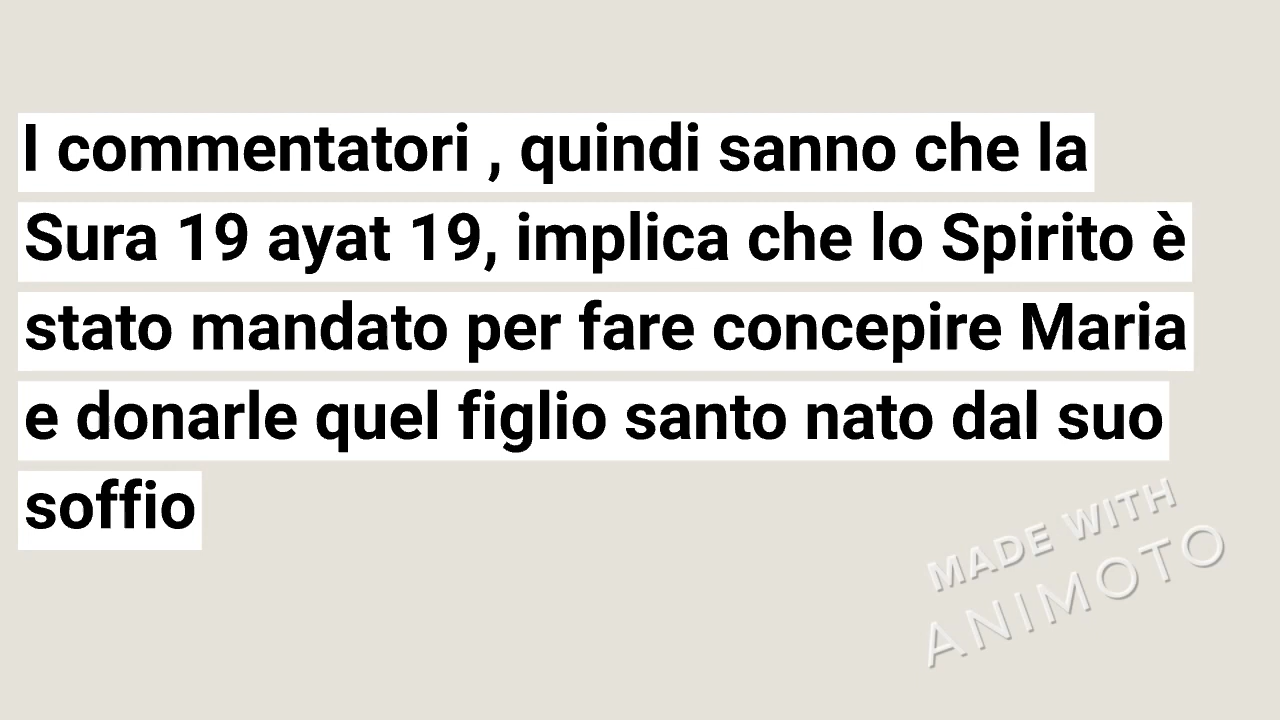 I commentatori , quindi sanno che la
Sura 19 ayat 19, implica che lo Spirito è
stato mandato per fare concepire Maria
e donarle quel figlio santo nato dal suo
soffio
MADE WITH
ANIMOTO